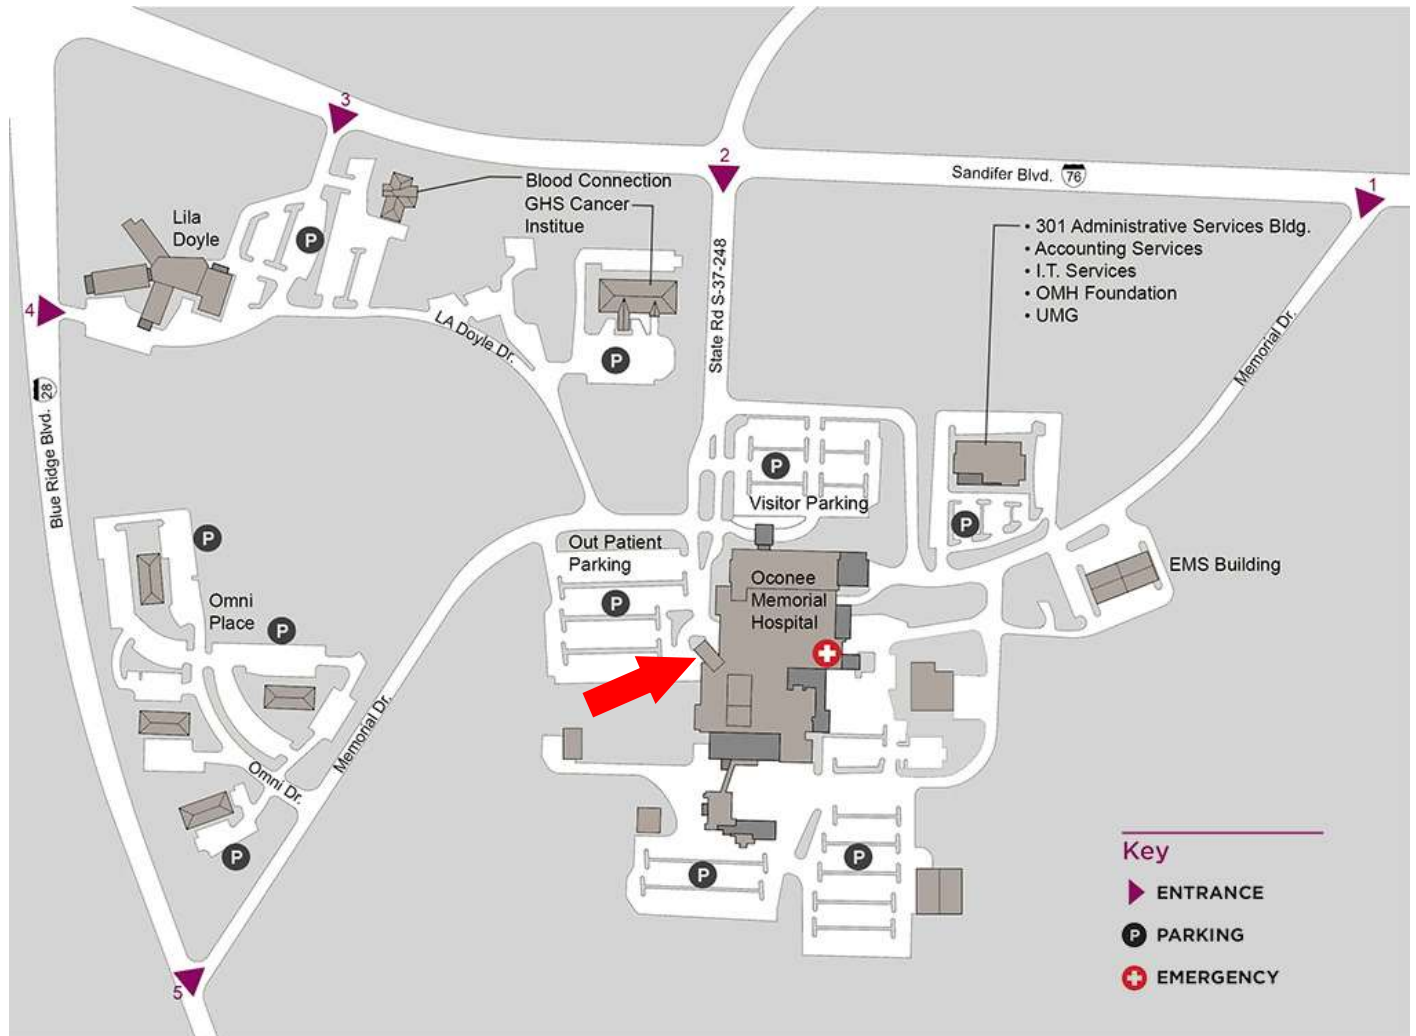 3
2
1
Sandifer Blvd. 76
Blood Connection
GHS Cancer
Institue
Lila
Doyle
P
• 301 Administrative Services Bldg.
• Accounting Services
• I.T. Services
• OMH Foundation
• UMG
State Rd S-37-248
4
LA Doyle Dr.
P
Memorial Dr.
Blue Ridge Blvd. 28
P
Visitor Parking
P
P
Out Patient
Parking
P
Oconee
Memorial
Hospital
EMS Building
Omni
Place
P
Memorial Dr.
Omni Dr.
P
P
P
5
Key
ENTRANCE
P PARKING
EMERGENCY